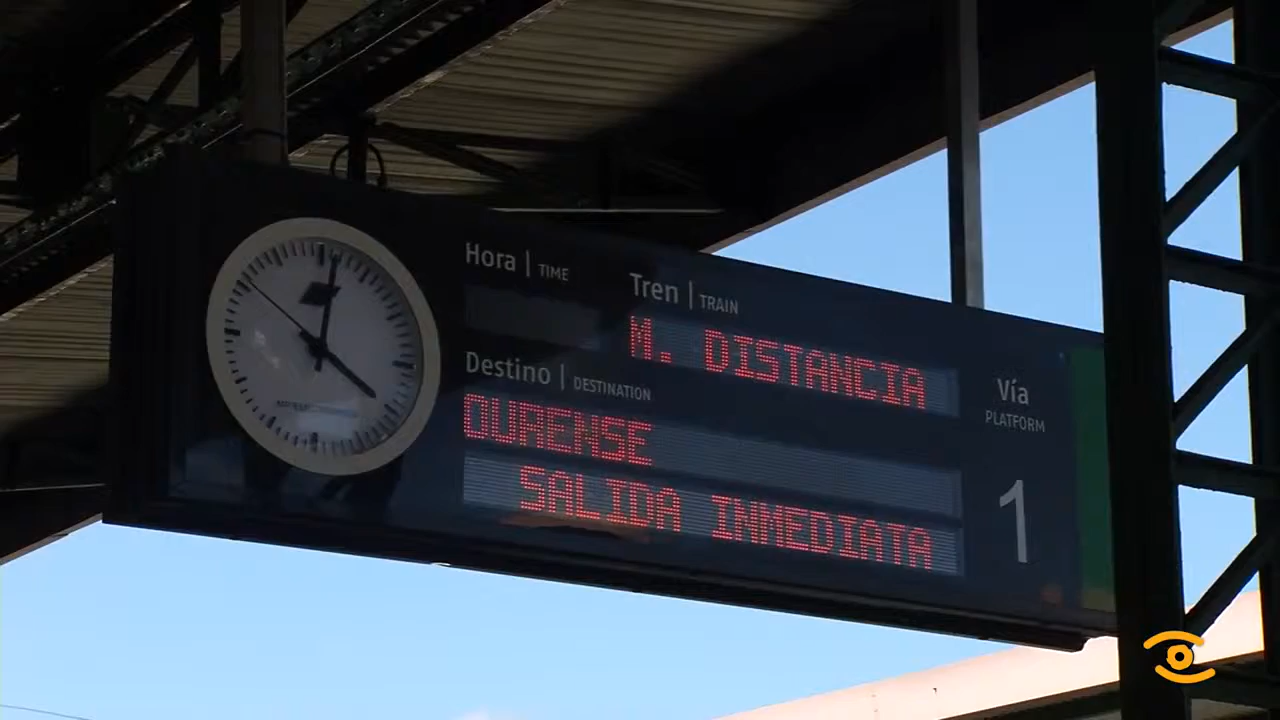 Hora | TIME
Tren | TRAIN
M. DISTANCIA
Destino | DESTINATION
OURENSE
SALIDA INMEDIATA
Vía
PLATFORM
1